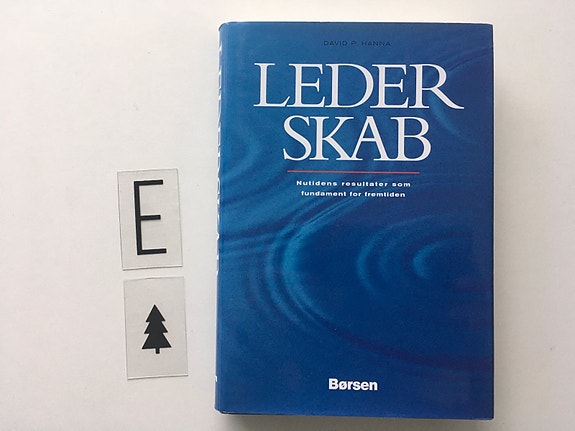 DAVID P. HANNA
LEDER
SKAB
Nutidens resultater som
fundament for fremtiden
Børsen
E